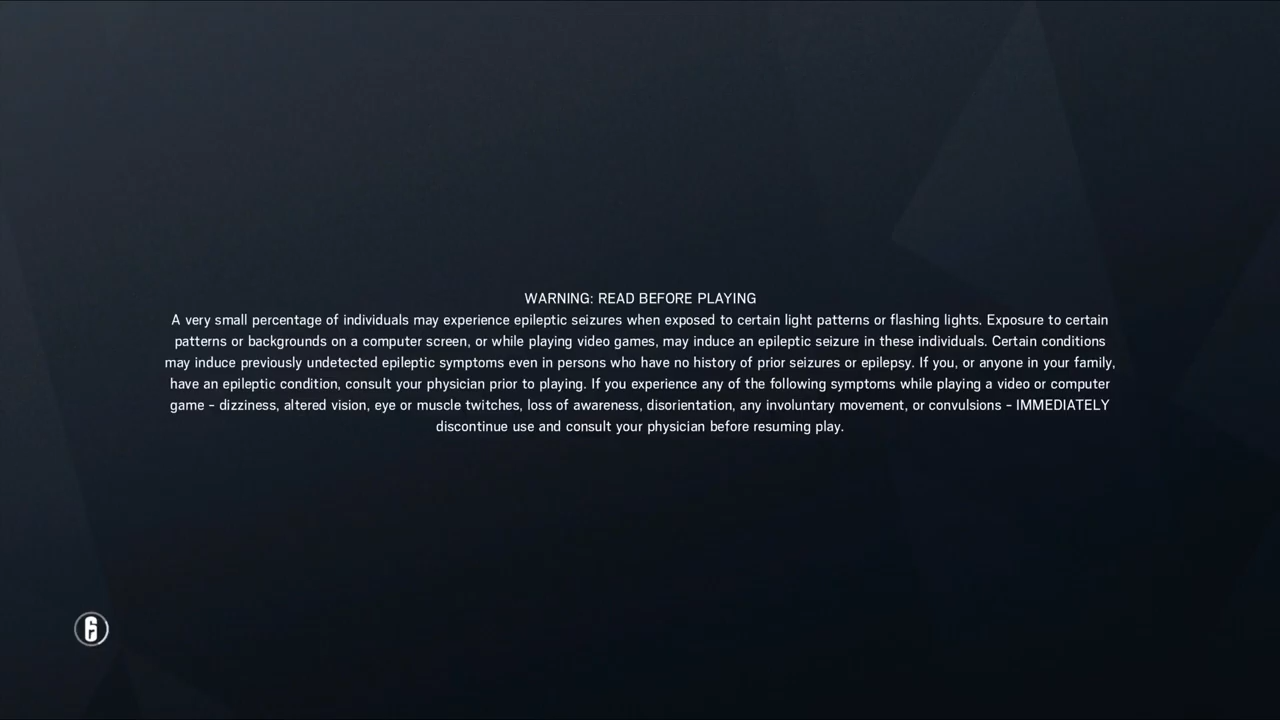 WARNING: READ BEFORE PLAYING
A very small percentage of individuals may experience epileptic seizures when exposed to certain light patterns or flashing lights. Exposure to certain
patterns or backgrounds on a computer screen, or while playing video games, may induce an epileptic seizure in these individuals. Certain conditions
may induce previously undetected epileptic symptoms even in persons who have no history of prior seizures or epilepsy. If you, or anyone in your family,
have an epileptic condition, consult your physician prior to playing. If you experience any of the following symptoms while playing a video or computer
game - dizziness, altered vision, eye or muscle twitches, loss of awareness, disorientation, any involuntary movement, or convulsions - IMMEDIATELY
discontinue use and consult your physician before resuming play.
6